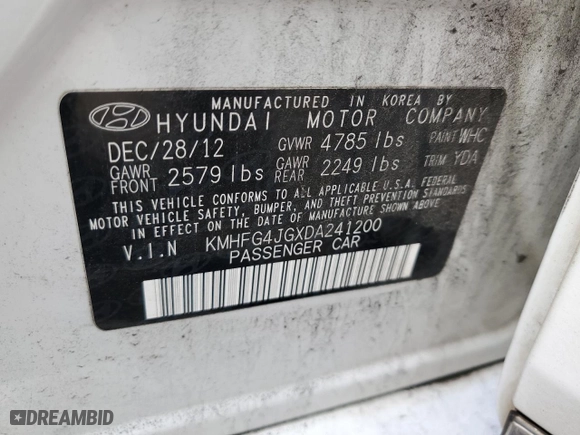 MANUFACTURED IN KOREA BY
HYUNDAI MOTOR COMPANY
DEC/28/12 GVWR 4785 lbs PAINT WHC
GAWR FRONT 2579 lbs GAWR REAR 2249 lbs TRIM YDA
THIS VEHICLE CONFORMS TO ALL APPLICABLE U.S.A. FEDERAL
MOTOR VEHICLE SAFETY, BUMPER, AND THEFT PREVENTION STANDARDS
IN EFFECT ON THE DATE OF MANUFACTURE SHOWN ABOVE.
V.I.N KMHFG4JGXDA241200
PASSENGER CAR
DREAMBID